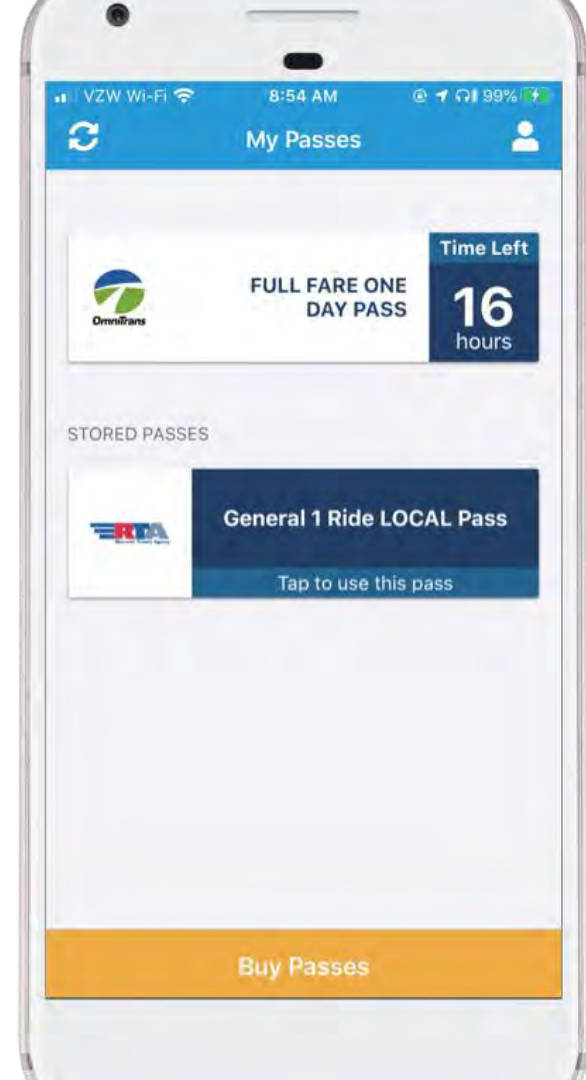 VZW Wi-Fi 8:54 AM 99%
My Passes
Time Left
FULL FARE ONE
DAY PASS
16
hours
OmniTrans
STORED PASSES
RTA
General 1 Ride LOCAL Pass
Tap to use this pass
Buy Passes